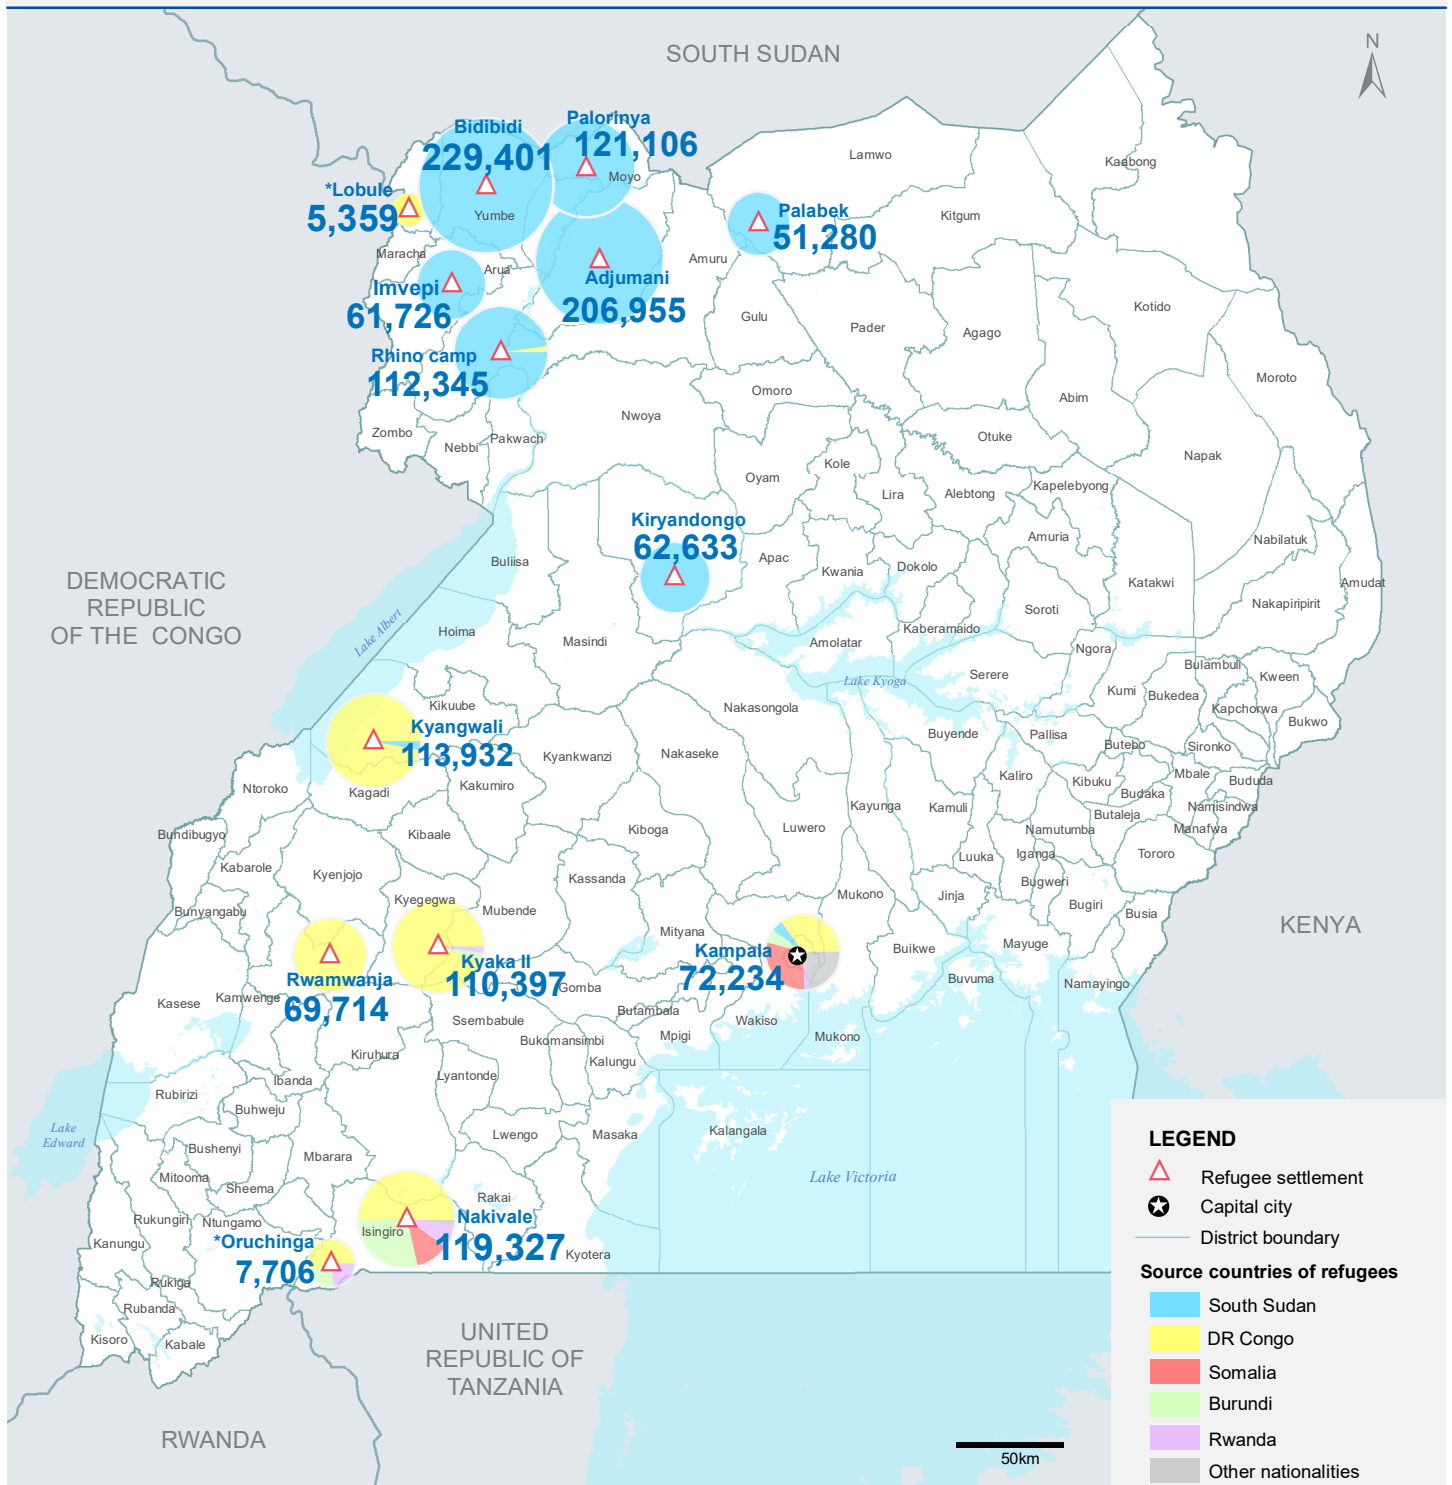 SOUTH SUDAN
N
Bidibidi
229,401
Palorinya
121,106
Moyo
Lamwo
Kaabong
*Lobule
5,359
Yumbe
Palabek
51,280
Kitgum
Maracha
Arua
Amuru
Imvepi
61,726
Adjumani
206,955
Gulu
Pader
Agago
Kotido
Rhino camp
112,345
Moroto
Omoro
Abim
Nwoya
Zombo
Nebbi
Pakwach
Otuke
Napak
Oyam
Kole
Lira
Alebtong
Kapelebyong
Kiryandongo
62,633
Amuria
Nabilatuk
Buliisa
Apac
Kwania
Dokolo
Katakwi
Amudat
Nakapiripirit
DEMOCRATIC
REPUBLIC
OF THE CONGO
Lake Albert
Hoima
Masindi
Soroti
Kaberamaido
Amolatar
Ngora
Lake Kyoga
Serere
Bulambuli
Kween
Kumi
Bukedea
Kapchorwa
Bukwo
Kikuube
Kyangwali
113,932
Nakasongola
Buyende
Pallisa
Butebo
Sironko
Kyankwanzi
Nakaseke
Ntoroko
Kagadi
Kakumiro
Kaliro
Kibuku
Mbale
Bududa
Budaka
Namisindwa
Kayunga
Kamuli
Butaleja
Manafwa
Bundibugyo
Kibaale
Kiboga
Luwero
Namutumba
Tororo
Kabarole
Kyenjojo
Kassanda
Luuka
Iganga
Bugweri
Kyegegwa
Mubende
Mukono
Jinja
Bugiri
Busia
Bunyangabu
Mityana
KENYA
Kampala
72,234
Buikwe
Mayuge
Rwamwanja
69,714
Kyaka II
110,397
Gomba
Buvuma
Namayingo
Kasese
Kamwenge
Butambala
Wakiso
Ssembabule
Mpigi
Mukono
Bukomansimbi
Kiruhura
Kalungu
Lyantonde
Ibanda
Rubirizi
Buhweju
Lake
Edward
Lwengo
Masaka
Kalangala
Bushenyi
Mbarara
Mitooma
Sheema
Lake Victoria
Rakai
Rukungiri
Ntungamo
Isingiro
Nakivale
119,327
Kanungu
*Oruchinga
7,706
Kyotera
Rukiga
Rubanda
Kisoro
Kabale
UNITED
REPUBLIC OF
TANZANIA
RWANDA
50km
LEGEND
Refugee settlement
Capital city
District boundary
Source countries of refugees
South Sudan
DR Congo
Somalia
Burundi
Rwanda
Other nationalities